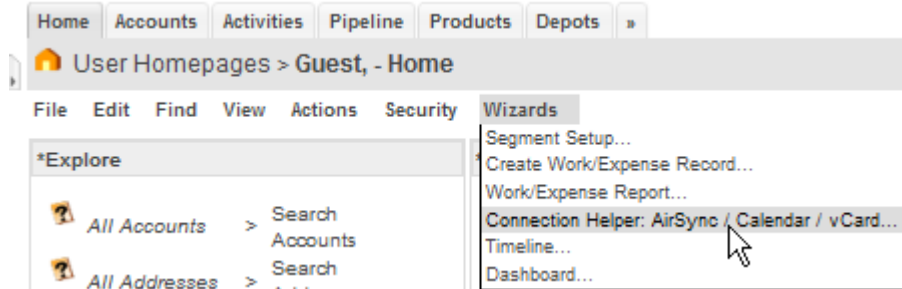 Home Accounts Activities Pipeline Products Depots »
User Homepages > Guest, - Home
File Edit Find View Actions Security Wizards
Segment Setup...
*Explore
Create Work/Expense Record...
Work/Expense Report...
All Accounts > Search Accounts
Connection Helper: AirSync / Calendar / vCard...
Timeline...
All Addresses > Search
Dashboard...